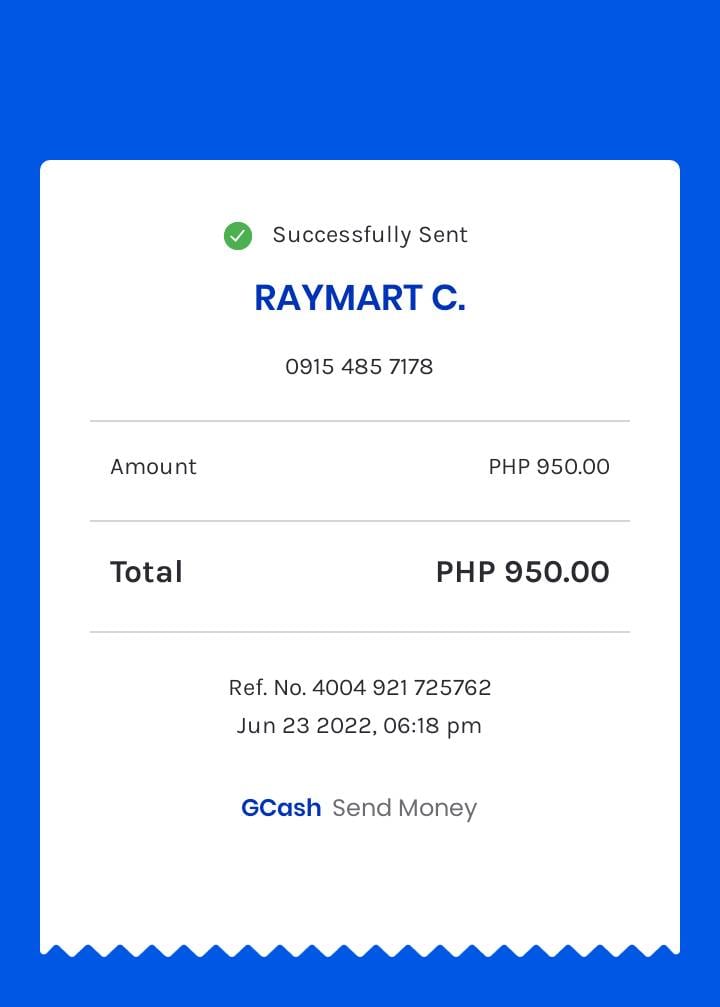 Successfully Sent
RAYMART C.
0915 485 7178
Amount PHP 950.00
Total PHP 950.00
Ref. No. 4004 921 725762
Jun 23 2022, 06:18 pm
GCash Send Money